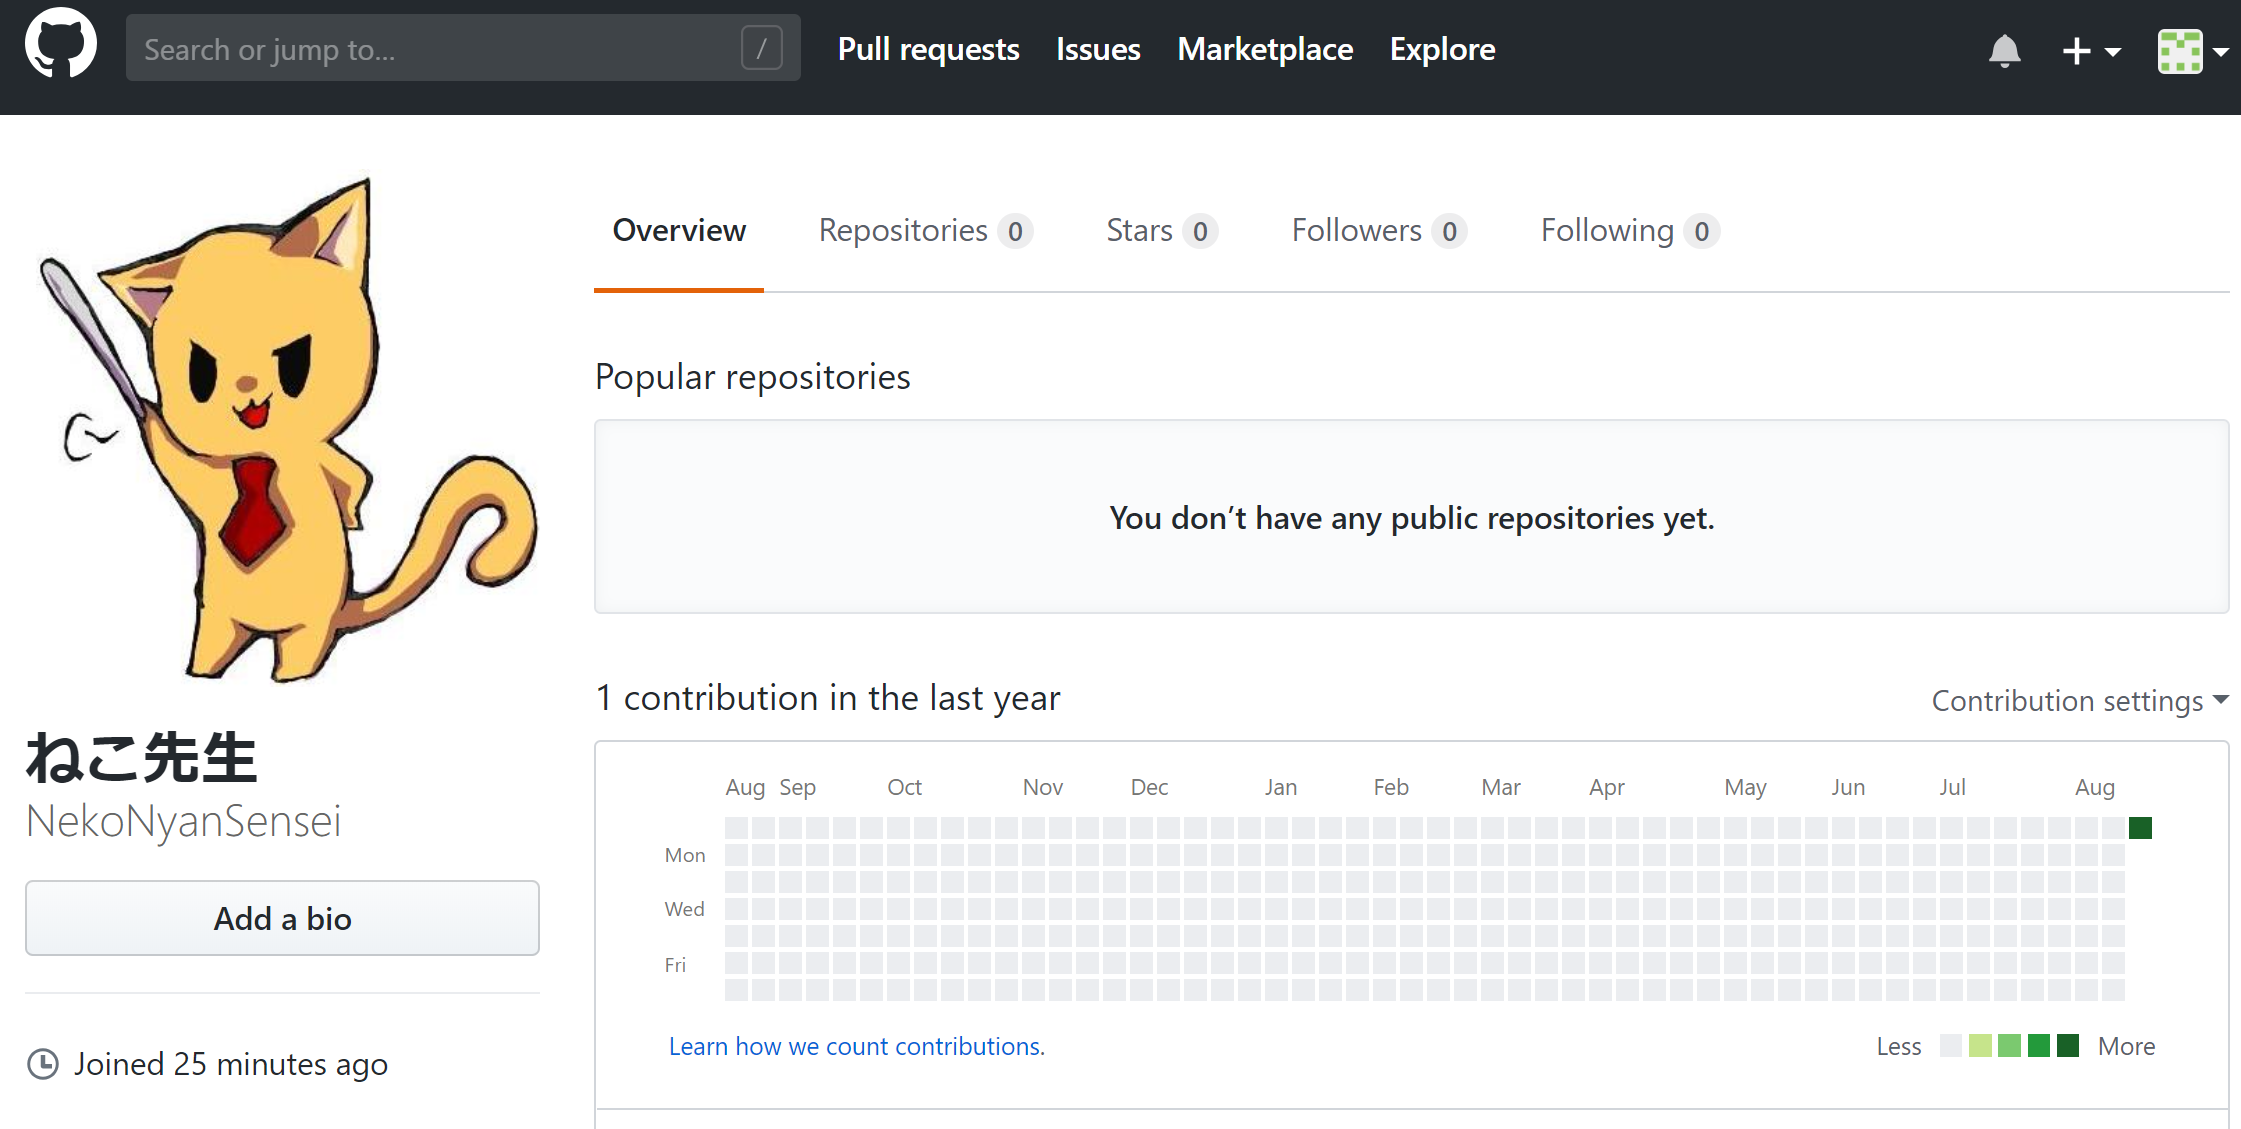 Search or jump to... /
Pull requests Issues Marketplace Explore
Overview Repositories 0 Stars 0 Followers 0 Following 0
Popular repositories
You don’t have any public repositories yet.
ねこ先生
NekoNyanSensei
Add a bio
Joined 25 minutes ago
1 contribution in the last year
Contribution settings
Aug Sep Oct Nov Dec Jan Feb Mar Apr May Jun Jul Aug
Mon
Wed
Fri
Learn how we count contributions.
Less More